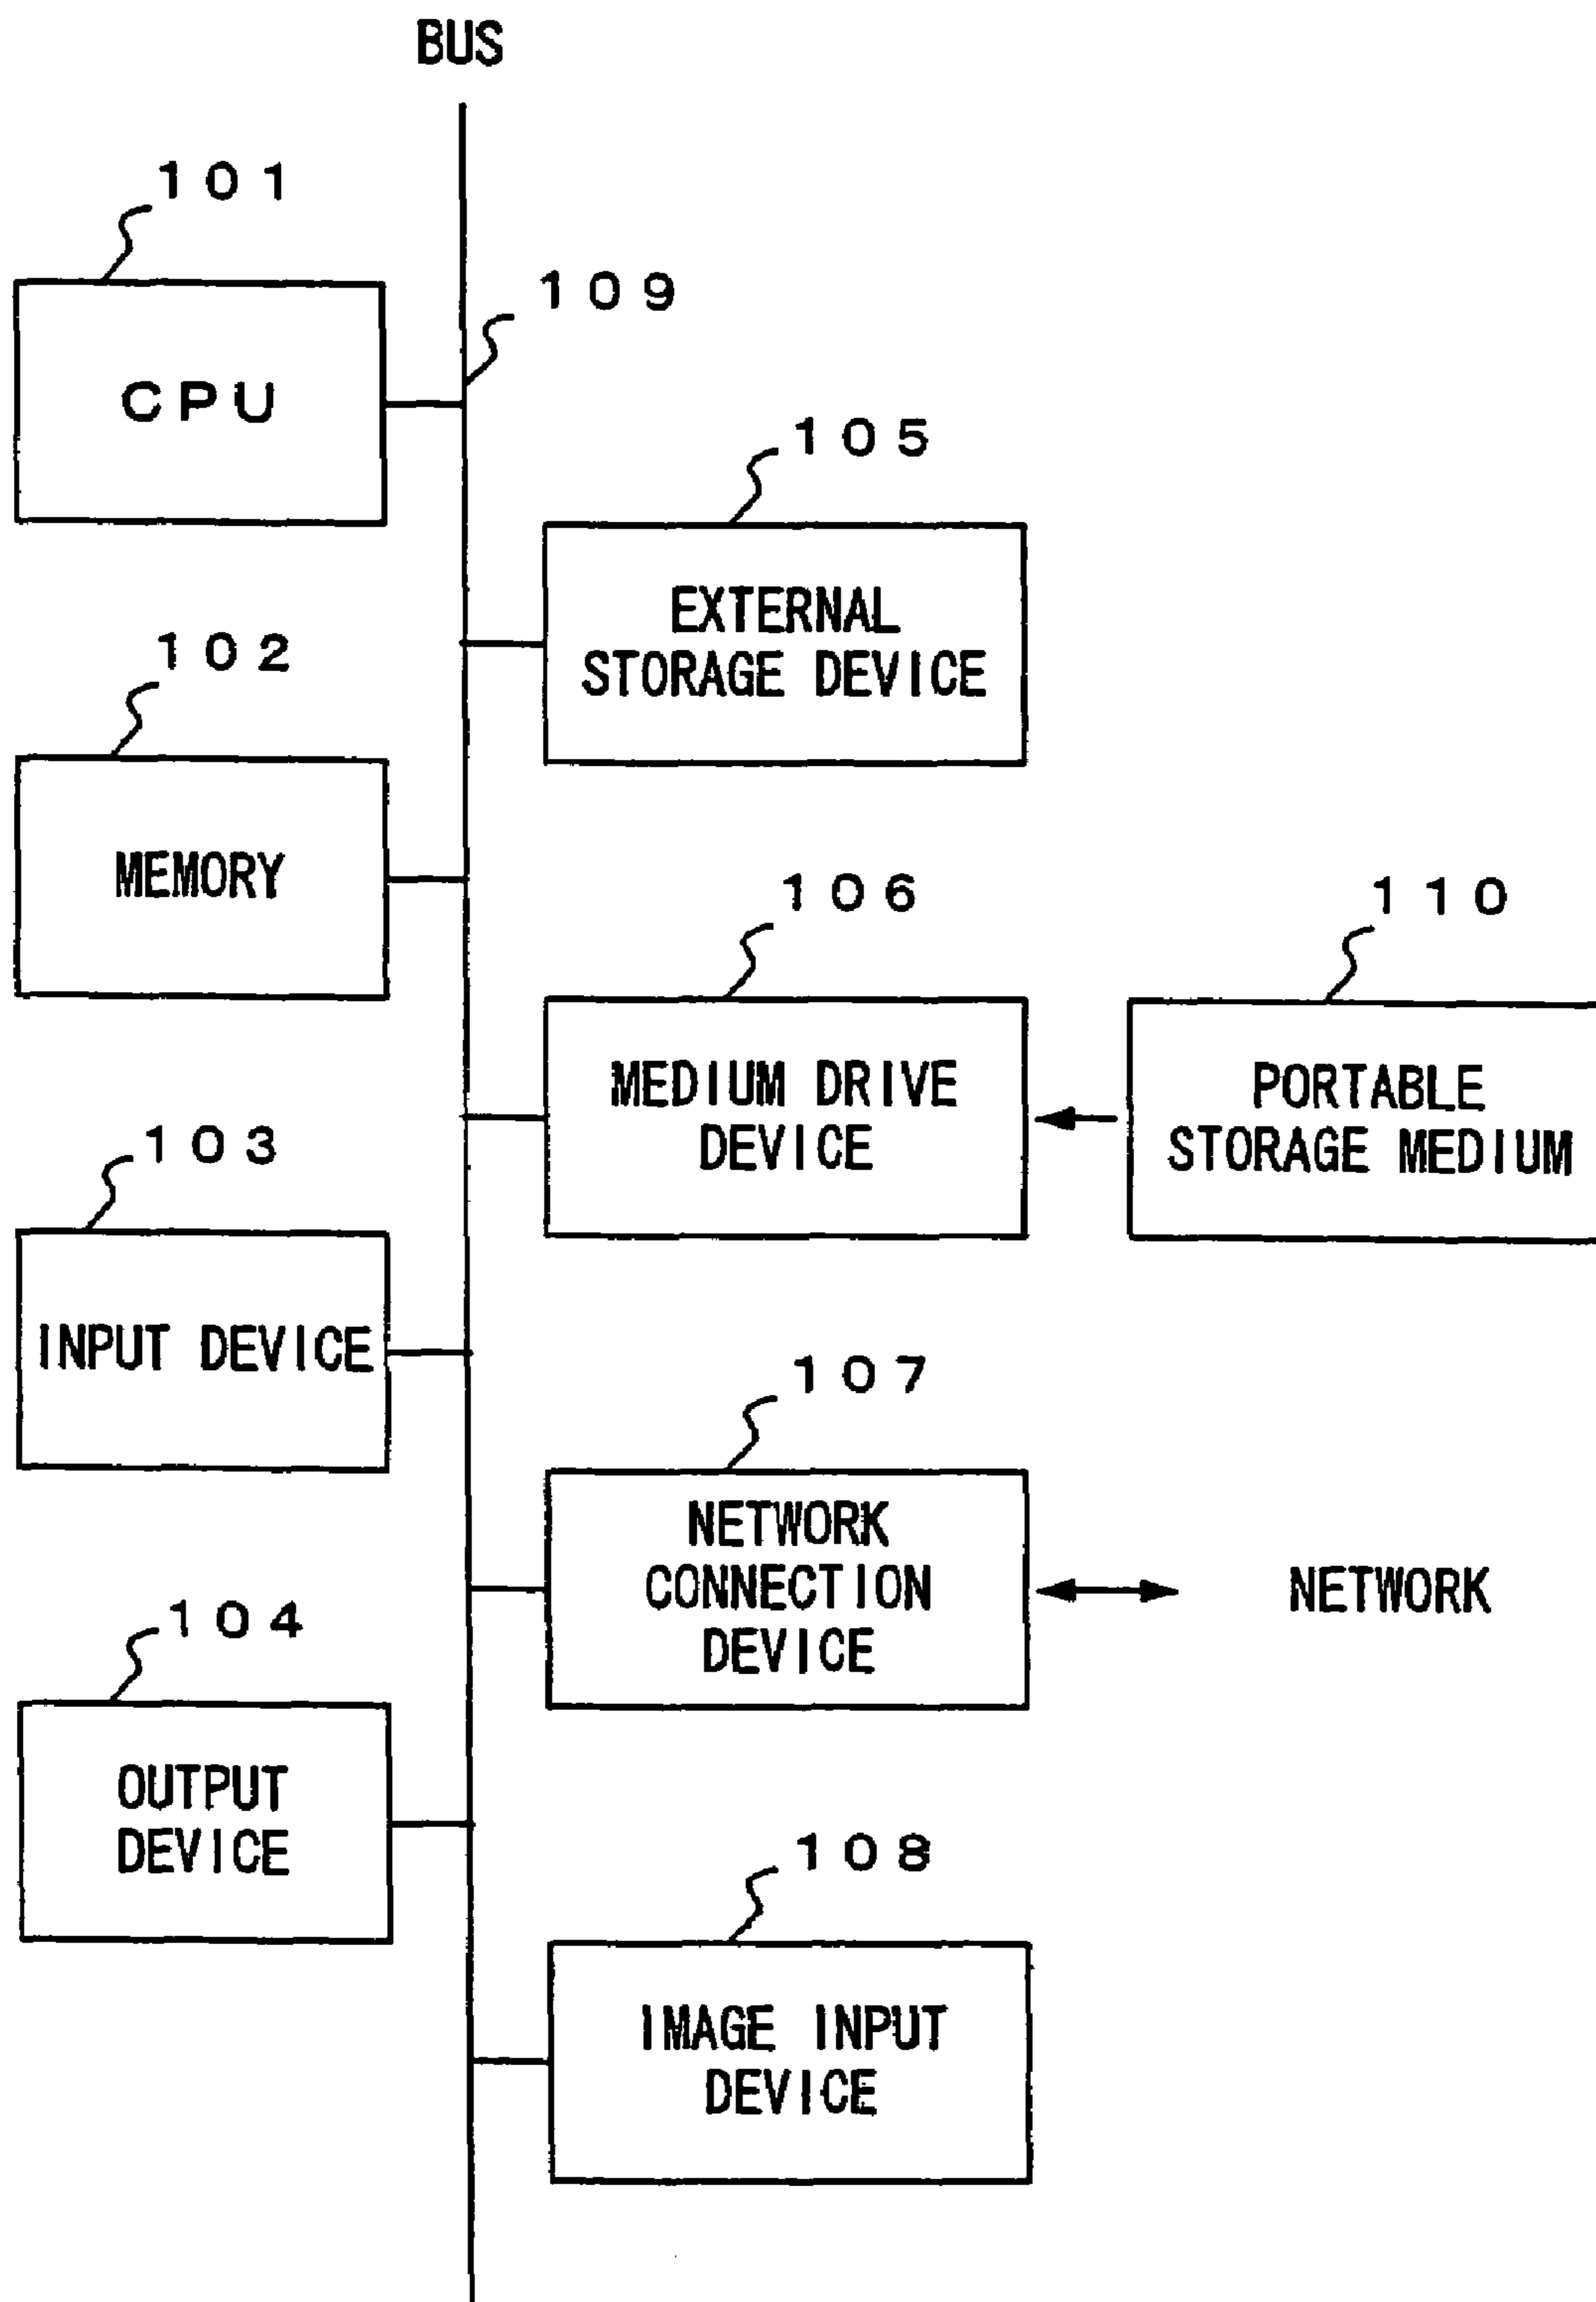 BUS
101
CPU
109
105
EXTERNAL
STORAGE DEVICE
102
MEMORY
106
MEDIUM DRIVE
DEVICE
110
PORTABLE
STORAGE MEDIUM
103
INPUT DEVICE
107
NETWORK
CONNECTION
DEVICE
NETWORK
104
OUTPUT
DEVICE
108
IMAGE INPUT
DEVICE